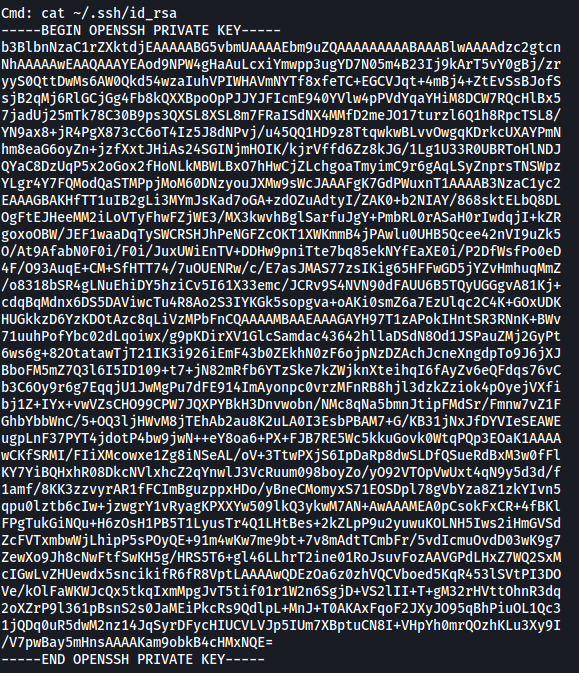 Cmd: cat ~/.ssh/id_rsa
-----BEGIN OPENSSH PRIVATE KEY-----
b3BlbnNzaC1rZXktdjEAAAAABG5vbmUAAAAEbm9uZQAAAAAAAAABAAABlwAAAAdzc2gtcn
NhAAAAAwEAAQAAAYEAod9NPW4gHaAuLcxiYmwpp3ugYD7N05m4B23Ij9kArT5vY0gBj/zr
yyS0QttDwMs6AW0Qkd54wzaIuhVPIWHAVmNYTf8xfeTC+EGCVJqt+4mBj4+ZtEvSsBJofS
sjB2qMj6RlGCjGg4Fb8kQXXBpoOpPJJYJFIcmE940YVlw4pPVdYqaYHiM8DCW7RQcHlBx5
7jadUj25mTk78C30B9ps3QXSL8XSL8m7FRaISdNX4MMfD2meJO17turzl6Q1h8RpcTSL8/
YN9ax8+jR4PgX873cC6oT4Iz5J8dNPvj/u45QQ1HD9z8TtqwkwBLvvOwgqKDrkcUXAYPmN
hm8eaG6oyZn+jzfXxtJHiAs24SGINjmHOIK/kjrVffd6Zz8kJG/1Lg1U33R0UBRToHlNDJ
QYaC8DzUqP5x2oGox2fHoNLkMBWLBxO7hHwCjZLchgoaTmyimC9r6gAqLSyZnprsTNSWpz
YLgr4Y7FQModQaSTMPpjMoM60DNzyouJXMw9sWcJAAAFgK7GdPWuxnT1AAAAB3NzaC1yc2
EAAAGBAKHfTT1uIB2gLi3MYmJsKad7oGA+zdOZuAdtyI/ZAK0+b2NIAY/868sktELbQ8DL
OgFtEJHeeMM2iLoVTyFhwFZjWE3/MX3kwvhBglSarfuJgY+PmbRL0rASaH0rIwdqjI+kZR
goxoOBW/JEF1waaDqTySWCRSHJhPeNGFZcOKT1XWKmmB4jPAwlu0UHB5Qcee42nVI9uZk5
O/At9AfabN0F0i/F0i/JuxUWiEnTV+DDHw9pniTte7bq85ekNYfEaXE0i/P2DfWsfPo0eD
4F/O93AuqE+CM+SfHTT74/7uOUENRw/c/E7asJMAS77zsIKig65HFFwGD5jYZvHmhuqMmZ
/o8318bSR4gLNuEhiDY5hziCv5I61X33emc/JCRv9S4NVN90dFAUU6B5TQyUGGgvA81Kj+
cdqBqMdnx6DS5DAViwcTu4R8Ao2S3IYKGk5sopgva+oAKi0smZ6a7EzUlqc2C4K+GOxUDK
HUGkkzD6YzKDOtAzc8qLiVzMPbFnCQAAAAMBAAEAAAGAYH97T1zAPokIHntSR3RNnK+BWv
71uuhPofYbc02dLqoiwx/g9pKDirXV1GlcSamdac43642hllaDSdN8Od1JSPauZMj2GyPt
6ws6g+82OtatawTjT21IK3i926iEmF43b0ZEkhN0zF6ojpNzDZAchJcneXngdpTo9J6jXJ
BboFM5mZ7Q3l6I5ID109+t7+jN82mRfb6YTzSke7kZWjknXteihqI6fAyZv6eQFdqs76vC
b3C6Oy9r6g7EqqjU1JwMgPu7dFE914ImAyonpc0vrzMFnRB8hjl3dzkZziok4pOyejVXfi
bj1Z+IYx+vwVZsCHO99CPW7JQXPYBkH3Dnvwobn/NMc8qNa5bmnJtipFMdSr/Fmnw7vZ1F
GhbYbbWnC/5+OQ3ljHWvM8jTEhAb2au8K2uLA0I3EsbPBAM7+G/KB31jNxJfDYVIeSEAWE
ugpLnF37PYT4jdotP4bw9jwN++eY8oa6+PX+FJB7RE5Wc5kkuGovk0WtqPQp3EOaK1AAAA
wCKfSRMI/FIiXMcowxe1Zg8iNSeAL/oV+3TtwPXjS6IpDaRp8dwSLDfQSueRdBxM3w0fFl
KY7YiBQHxhR08DkcNVlxhcZ2qYnwlJ3VcRuum098boyZo/yO92VTOpVwUxt4qN9y5d3d/f
1amf/8KK3zzvyrAR1fFCImBguzppxHDo/yBneCMomyxS71EOSDpl78gVbYza8Z1zkYIvn5
qpu0lztb6cIw+jzwgrY1vRyagKPXXYw509lkQ3ykwM7AN+AwAAAMEA0pCsokFxCR+4fBKl
FPgTukGiNQu+H6zOsH1PB5T1LyusTr4Q1LHtBes+2kZLpP9u2yuwuKOLNH5Iws2iHmGVSd
ZcFVTxmbwWjLhipP5sPOyQE+91m4wKw7me9bt+7v8mAdtTCmbFr/5vdIcmuOvdD03wK9g7
ZewXo9Jh8cNwFtfSwKH5g/HRS5T6+gl46LLhrT2ine01RoJsuvFozAAVGPdLHxZ7WQ2SxM
cIGwLvZHUewdx5sncikifR6fR8VptLAAAAwQDEzOa6z0zhVQCVboed5KqR453lSVtPI3DO
Ve/kOlFaWKWJcQx5tkqIxmMpgJvT5tif01r1W2n6SgjD+VS2lII+T+gM32rHVttOhnR3dq
2oXZrP9l361pBsnS2s0JaMEiPkcRs9QdlpL+MnJ+T0AKAxFqoF2JXyJO95qBhPiuOL1Qc3
1jQDq0uR5dwM2nz14JqSyrDFycHIUCVLVJp5IUm7XBptuCN8I+VHpYh0mrQOzhKLu3Xy9I
/V7pwBay5mHnsAAAAKam9obkB4cHMxNQE=
-----END OPENSSH PRIVATE KEY-----